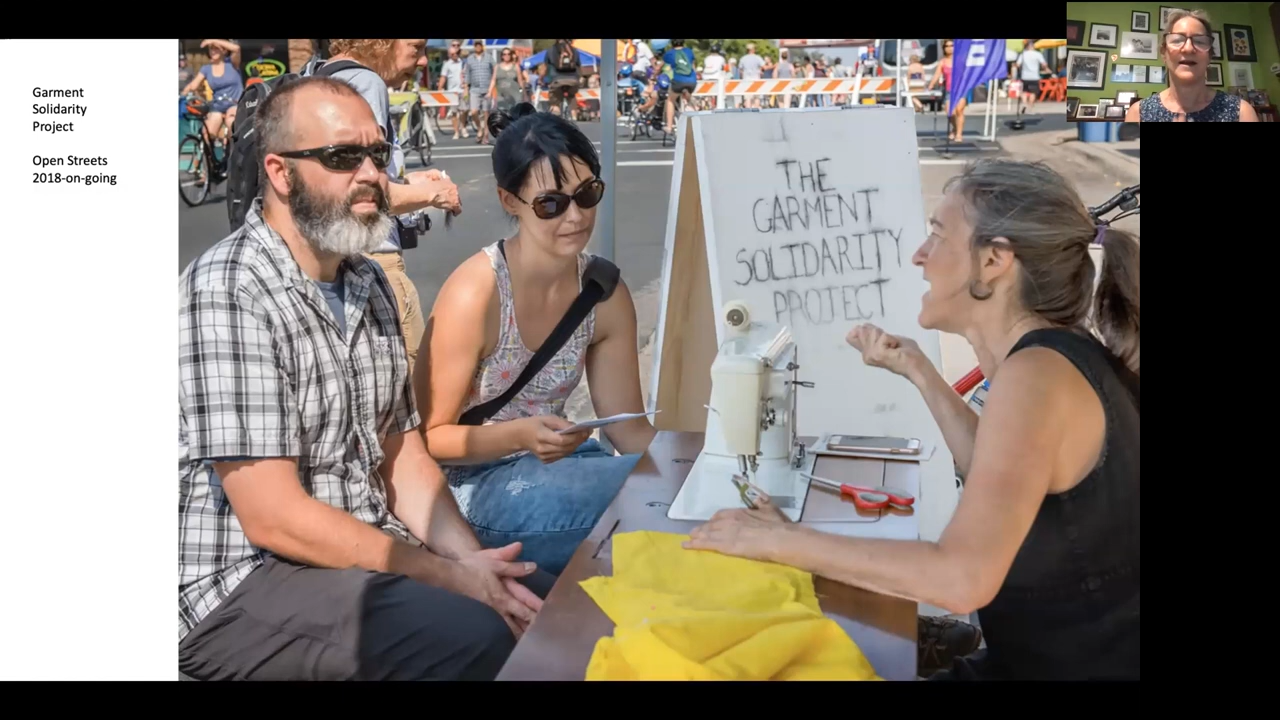 Garment
Solidarity
Project
Open Streets
2018-on-going
THE
GARMENT
SOLIDARITY
PROJECT